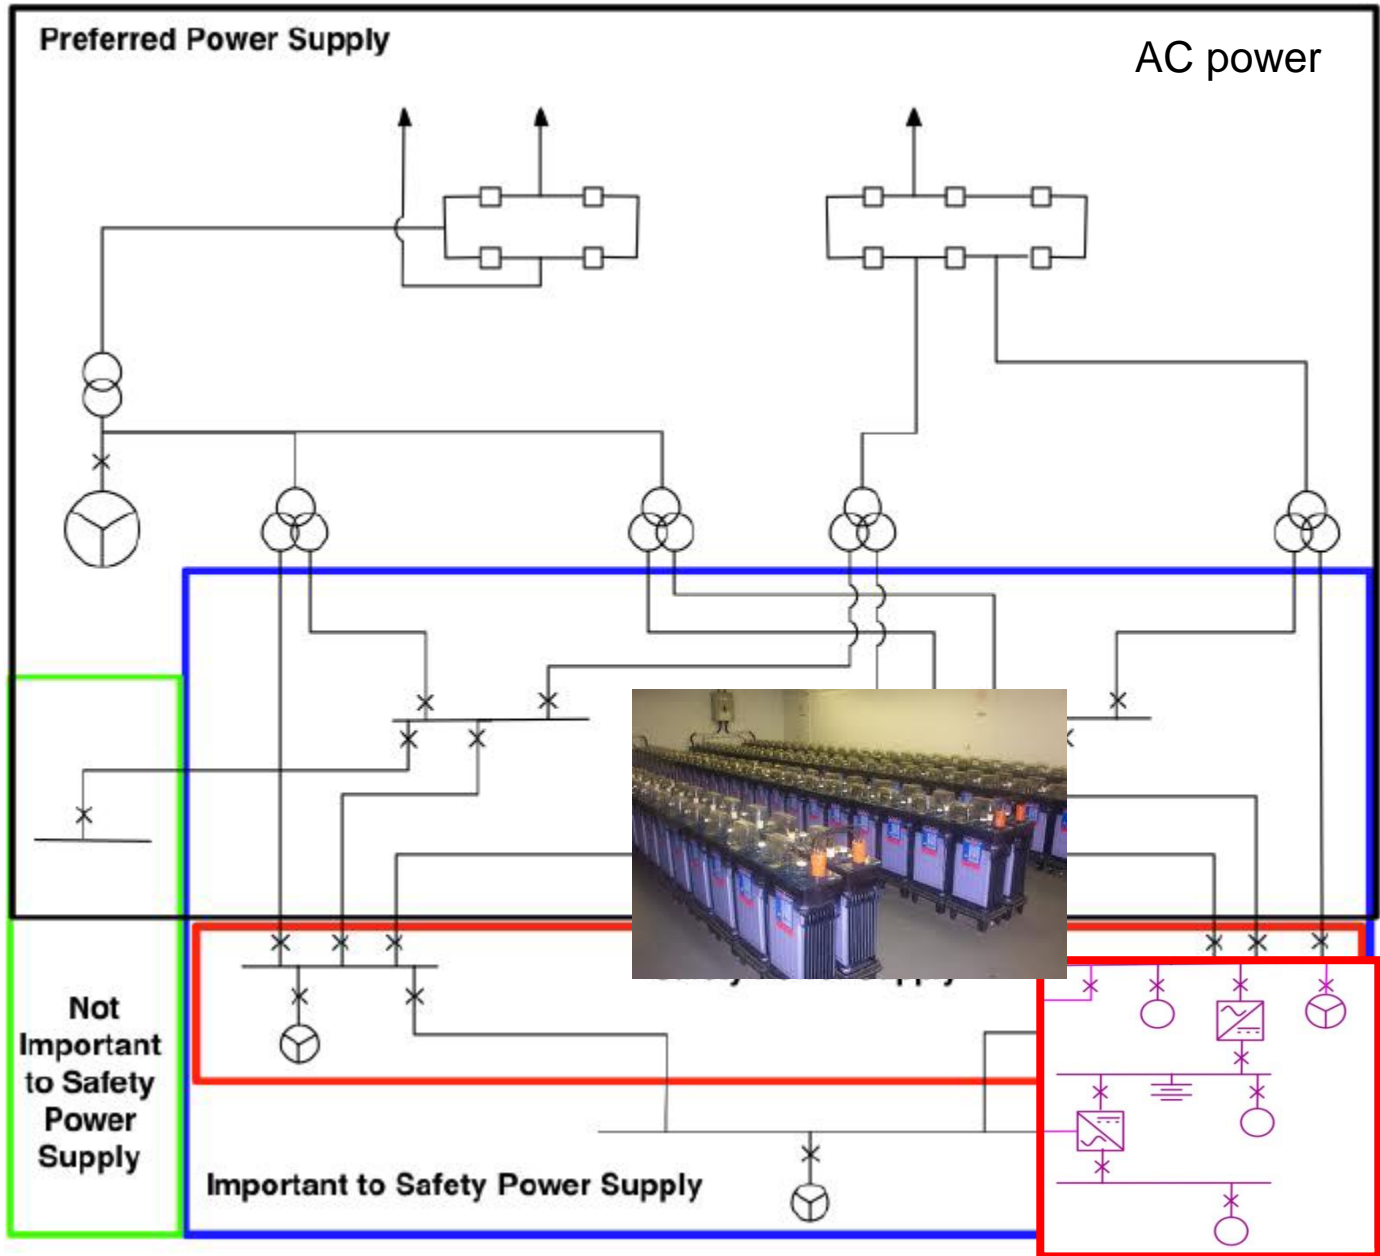 Preferred Power Supply
AC power
Not
Important
to Safety
Power
Supply
Important to Safety Power Supply